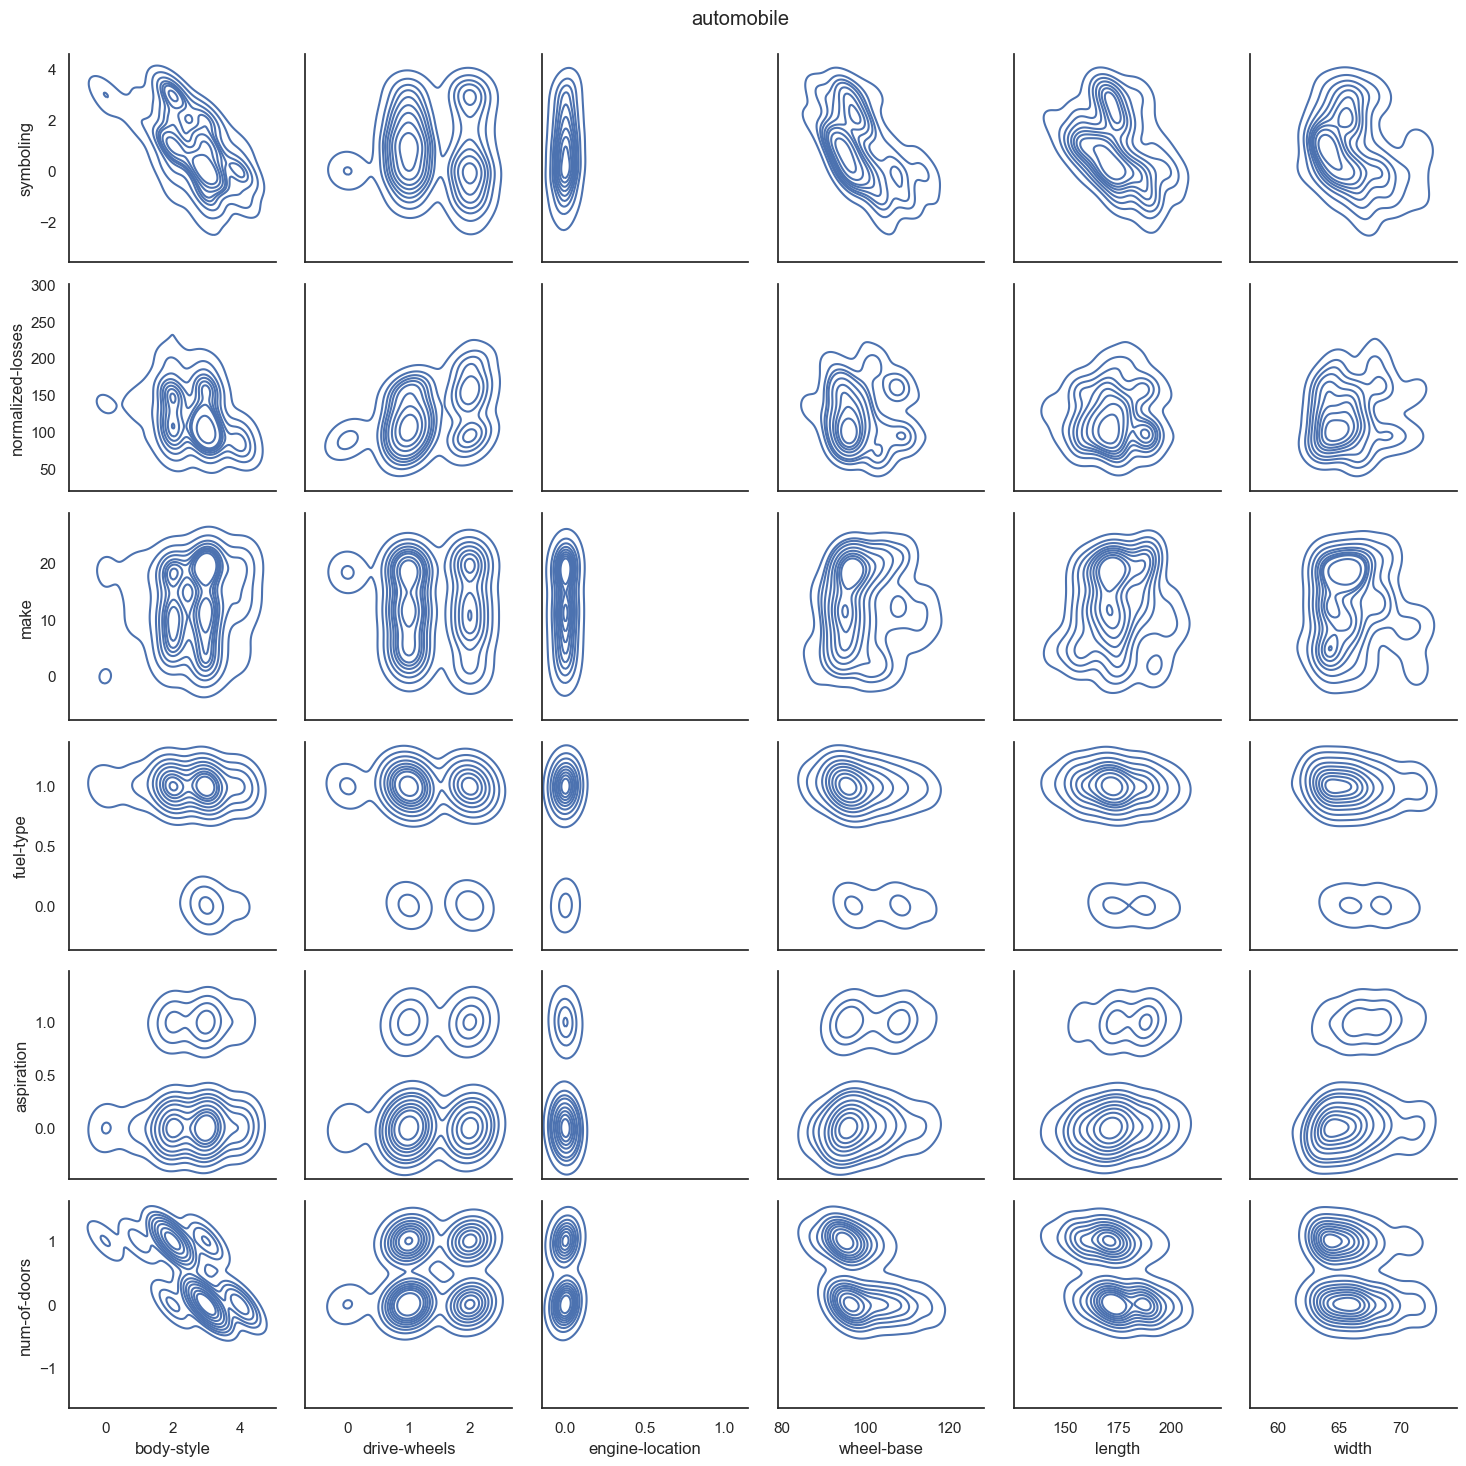 automobile
4
2
0
−2
symboling
300
250
200
150
100
50
normalized-losses
20
10
0
make
1.0
0.5
0.0
fuel-type
1.0
0.5
0.0
aspiration
1
0
−1
num-of-doors
0 2 4
body-style
0 1 2
drive-wheels
0.0 0.5 1.0
engine-location
80 100 120
wheel-base
150 175 200
length
60 65 70
width